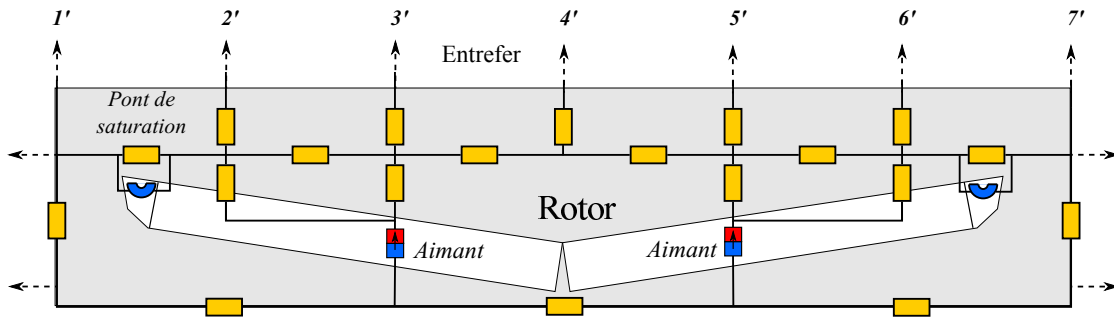 1' 2' 3' 4' 5' 6' 7'
Entrefer
Pont de
saturation
Rotor
Aimant Aimant